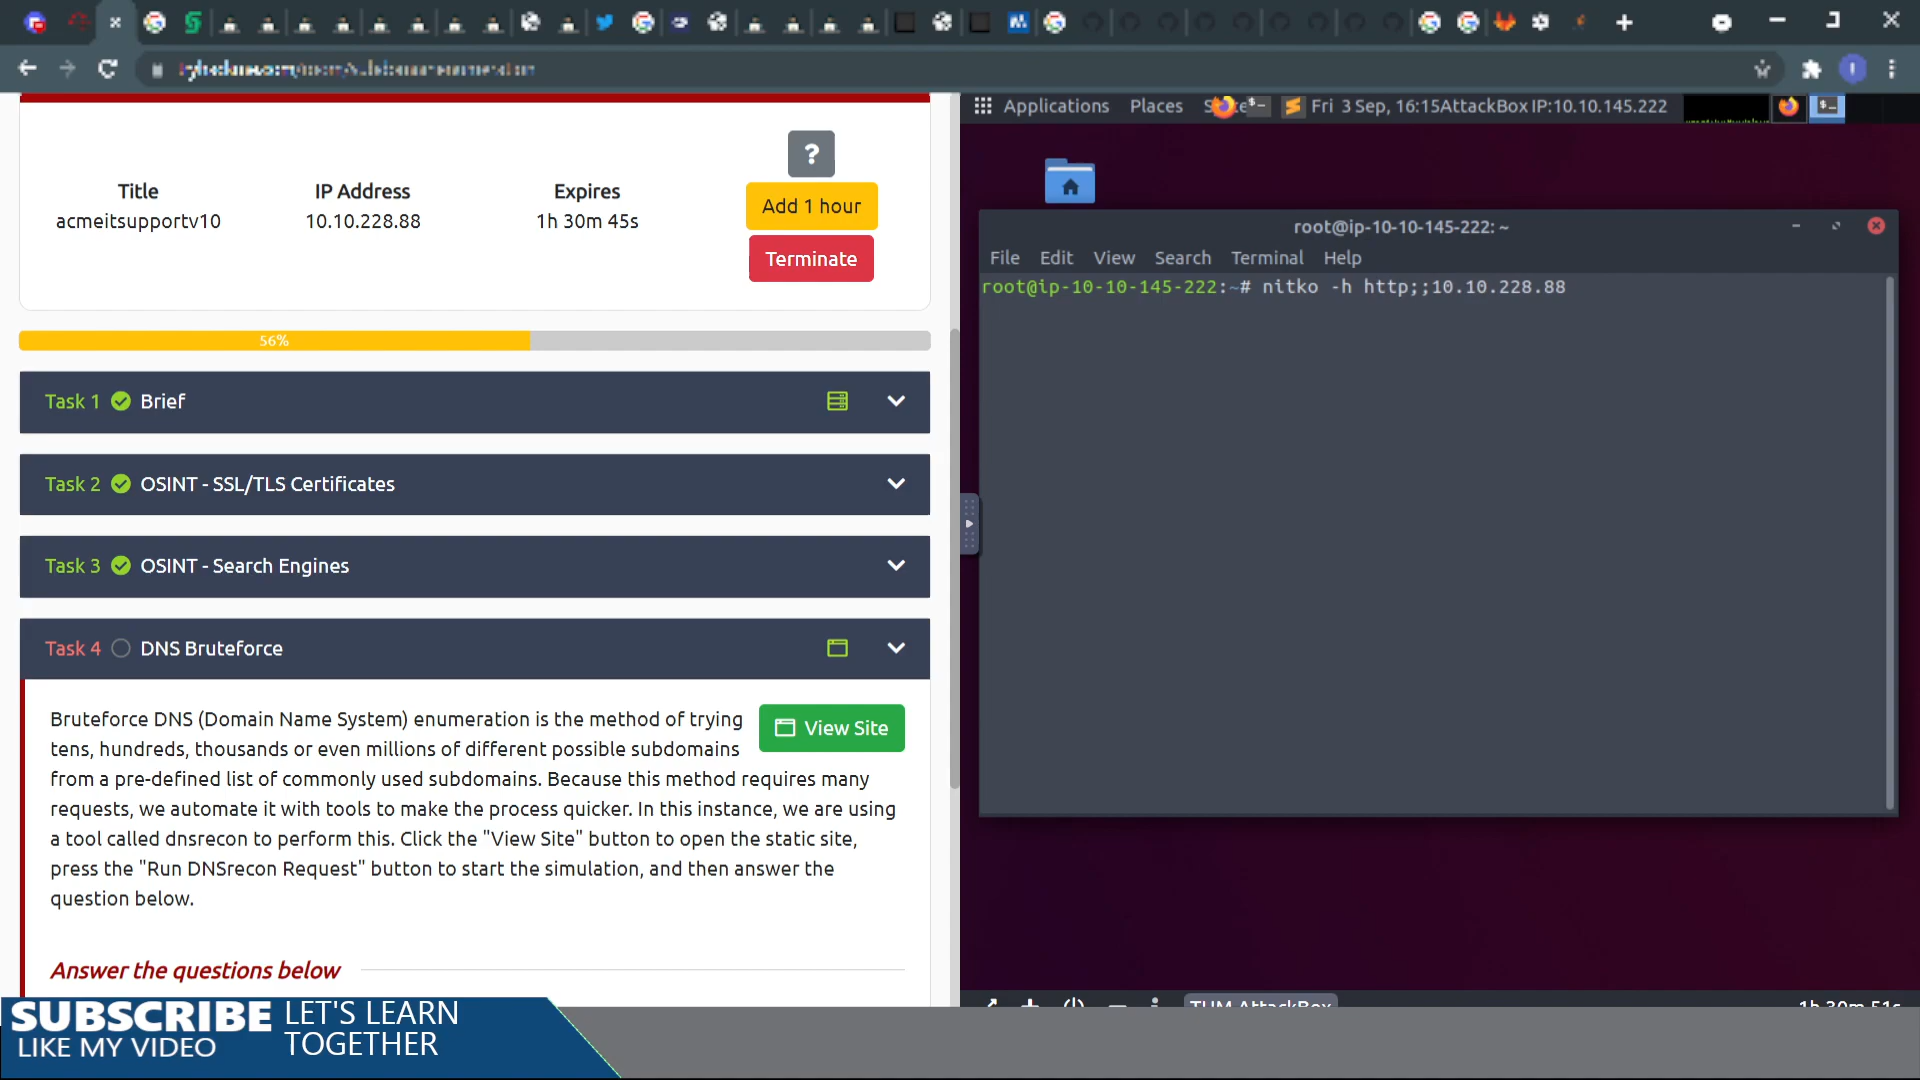 Title
IP Address
Expires
acmeitsupportv10
10.10.228.88
1h 30m 45s
?
Add 1 hour
Terminate
56%
Task 1 Brief
Task 2 OSINT - SSL/TLS Certificates
Task 3 OSINT - Search Engines
Task 4 DNS Bruteforce
Bruteforce DNS (Domain Name System) enumeration is the method of trying
tens, hundreds, thousands or even millions of different possible subdomains
from a pre-defined list of commonly used subdomains. Because this method requires many
requests, we automate it with tools to make the process quicker. In this instance, we are using
a tool called dnsrecon to perform this. Click the "View Site" button to open the static site,
press the "Run DNSrecon Request" button to start the simulation, and then answer the
question below.
View Site
Answer the questions below
SUBSCRIBE
LIKE MY VIDEO
LET'S LEARN
TOGETHER
Applications Places Fri 3 Sep, 16:15 AttackBox IP:10.10.145.222
root@ip-10-10-145-222: ~
File Edit View Search Terminal Help
root@ip-10-10-145-222:~# nitko -h http;;10.10.228.88
THM AttackBox
1h 30m 51s